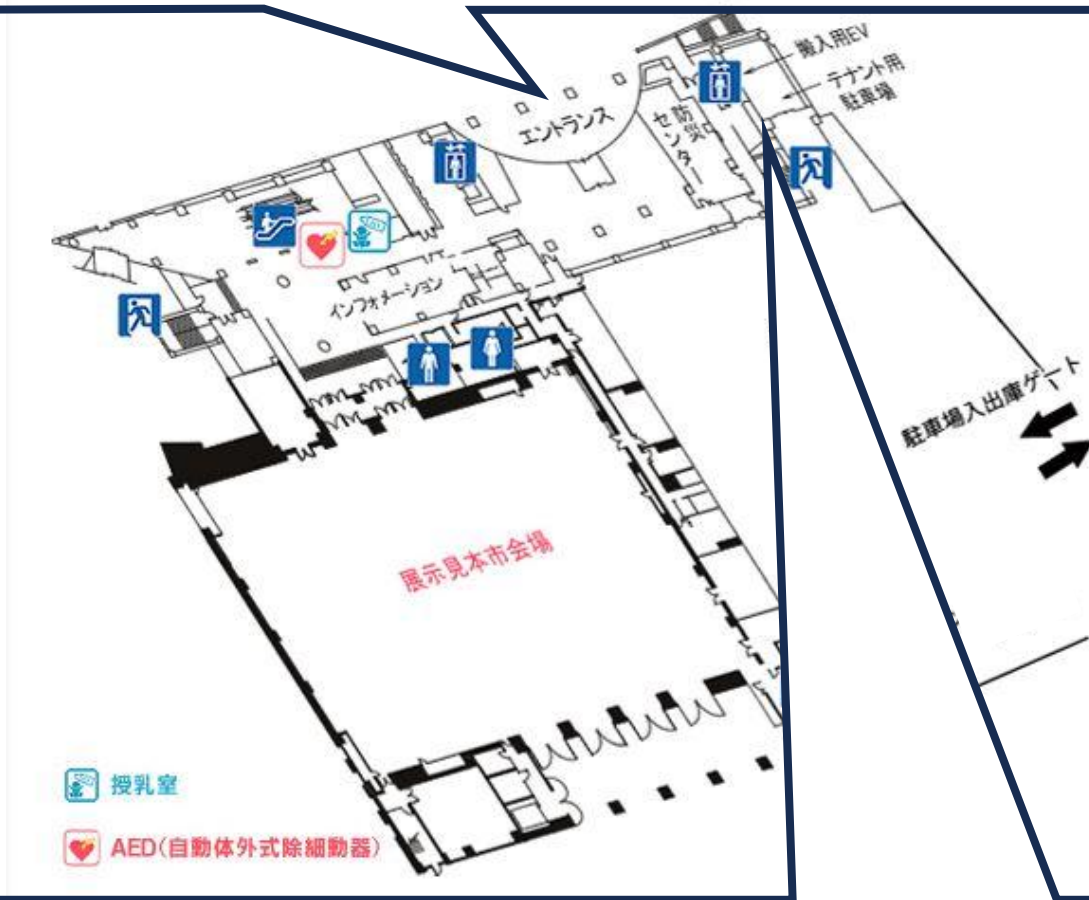 搬入用EV
テナント用
駐車場
エントランス
防災
センター
インフォメーション
駐車場入出庫ゲート
展示見本市会場
授乳室
AED(自動体外式除細動器)